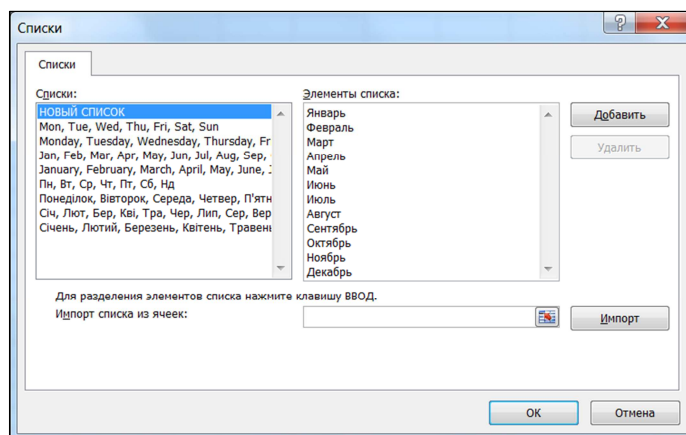 Списки
Списки
Списки:
НОВЫЙ СПИСОК
Mon, Tue, Wed, Thu, Fri, Sat, Sun
Monday, Tuesday, Wednesday, Thursday, Fr
Jan, Feb, Mar, Apr, May, Jun, Jul, Aug, Sep,
January, February, March, April, May, June, J
Пн, Вт, Ср, Чт, Пт, Сб, Нд
Понеділок, Вівторок, Середа, Четвер, П'ятн
Січ, Лют, Бер, Кві, Тра, Чер, Лип, Сер, Вер
Січень, Лютий, Березень, Квітень, Травень
Элементы списка:
Январь
Февраль
Март
Апрель
Май
Июнь
Июль
Август
Сентябрь
Октябрь
Ноябрь
Декабрь
Добавить
Удалить
Для разделения элементов списка нажмите клавишу ВВОД.
Импорт списка из ячеек:
Импорт
ОК
Отмена